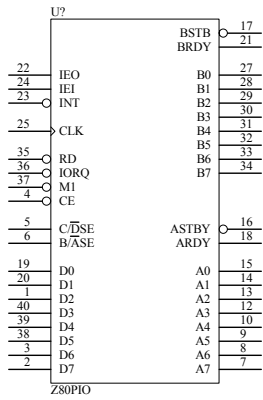 U?
17 BSTB
21 BRDY
22 IEO B0 27
24 IEI B1 28
23 INT B2 29
B3 30
25 CLK B4 31
B5 32
35 RD B6 33
36 IORQ B7 34
37 M1
4 CE
5 C/D̅SE ASTBY 16
6 B/A̅SE ARDY 18
19 D0 A0 15
20 D1 A1 14
1 D2 A2 13
40 D3 A3 12
39 D4 A4 10
38 D5 A5 9
3 D6 A6 8
2 D7 A7 7
Z80PIO